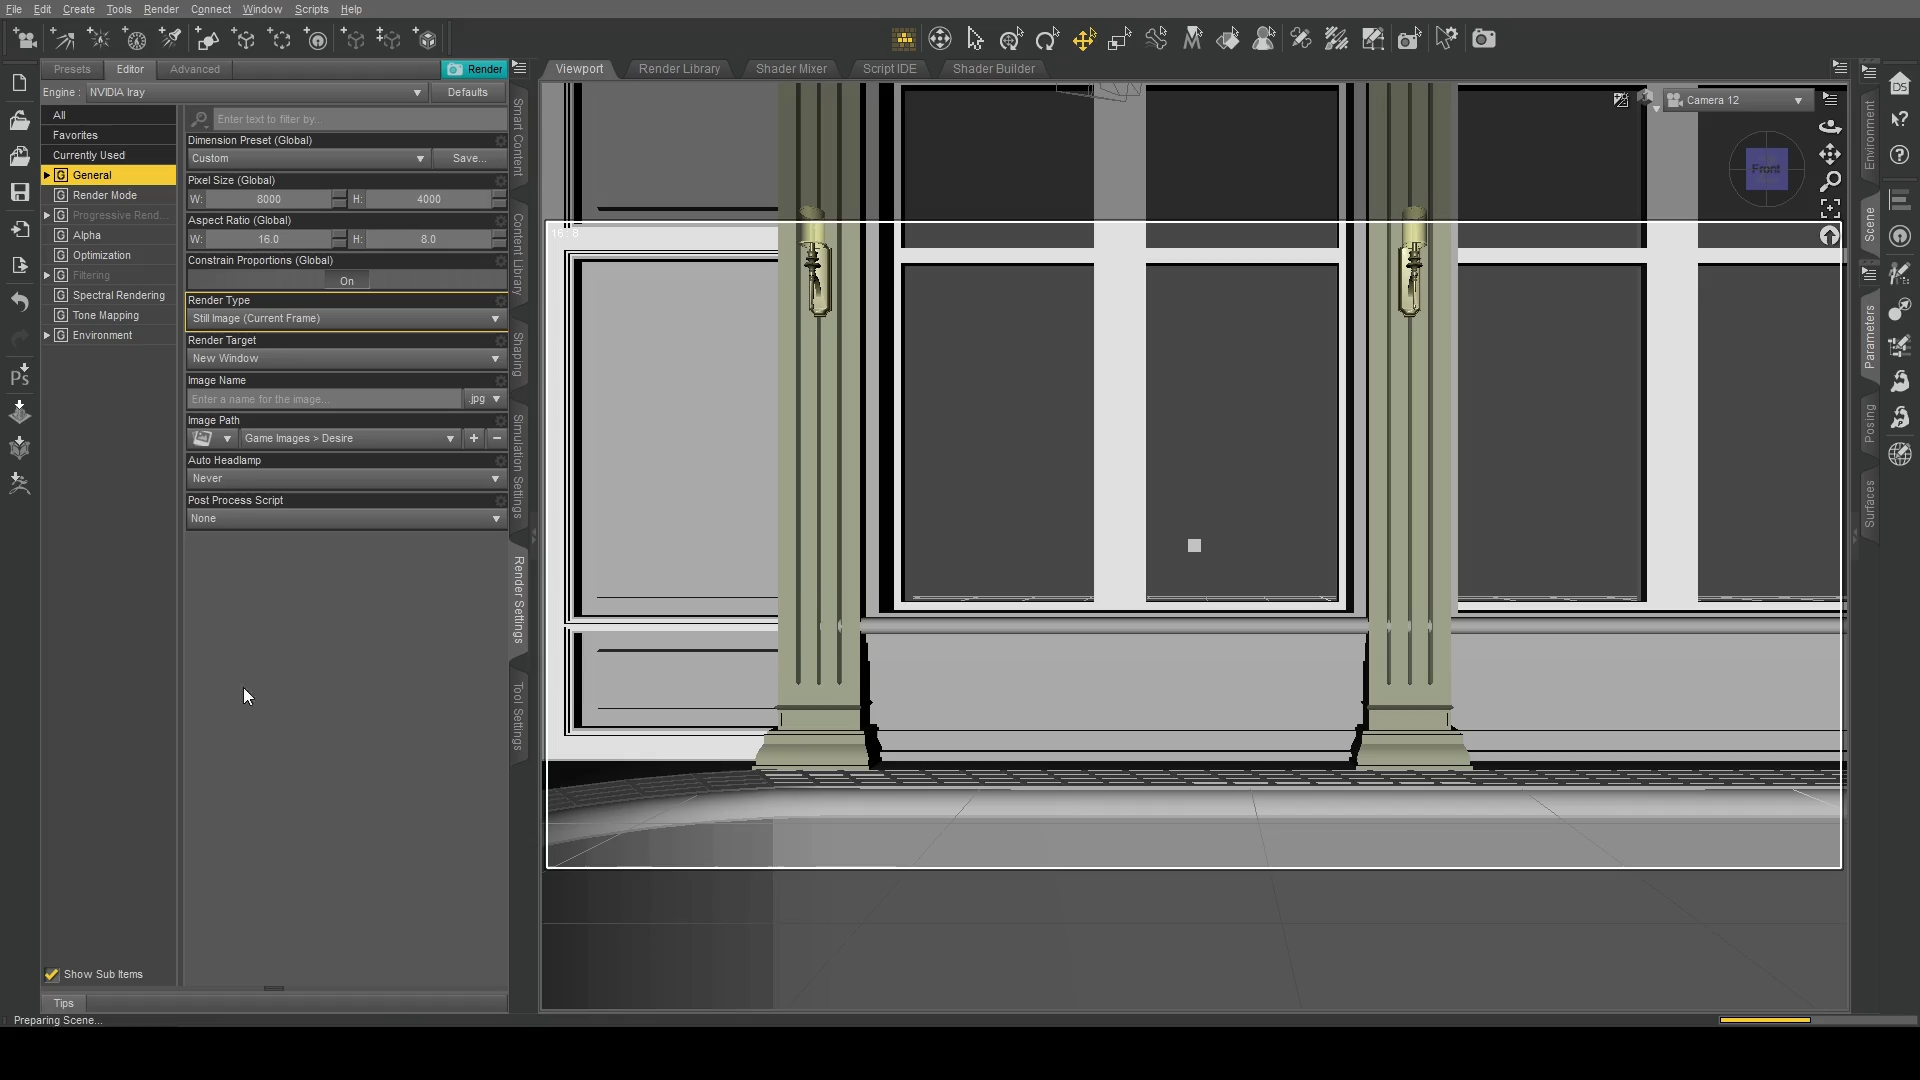 File Edit Create Tools Render Connect Window Scripts Help
Presets Editor Advanced Render
Viewport Render Library Shader Mixer Script IDE Shader Builder
Engine : NVIDIA Iray Defaults
All
Favorites
Currently Used
G General
G Render Mode
G Progressive Rend...
G Alpha
G Optimization
G Filtering
G Spectral Rendering
G Tone Mapping
G Environment
Show Sub Items
Tips
Preparing Scene...
Enter text to filter by...
Dimension Preset (Global)
Custom Save...
Pixel Size (Global)
W: 8000 H: 4000
Aspect Ratio (Global)
W: 16.0 H: 8.0
Constrain Proportions (Global)
On
Render Type
Still Image (Current Frame)
Render Target
New Window
Image Name
Enter a name for the image... .jpg
Image Path
Game Images > Desire
Auto Headlamp
Never
Post Process Script
None
Smart Content
Content Library
Shaping
Simulation Settings
Render Settings
Tool Settings
16 : 8
Camera 12
Front
Environment
Scene
Parameters
Posing
Surfaces
DS
Ps